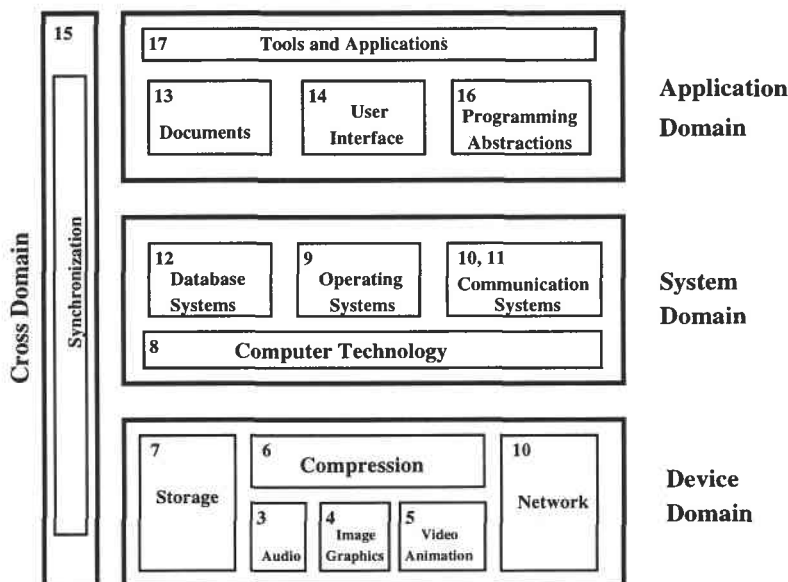 15
Cross Domain
Synchronization
17
Tools and Applications
13
Documents
14
User
Interface
16
Programming
Abstractions
Application
Domain
12
Database
Systems
9
Operating
Systems
10, 11
Communication
Systems
8
Computer Technology
System
Domain
7
Storage
6
Compression
3
Audio
4
Image
Graphics
5
Video
Animation
10
Network
Device
Domain